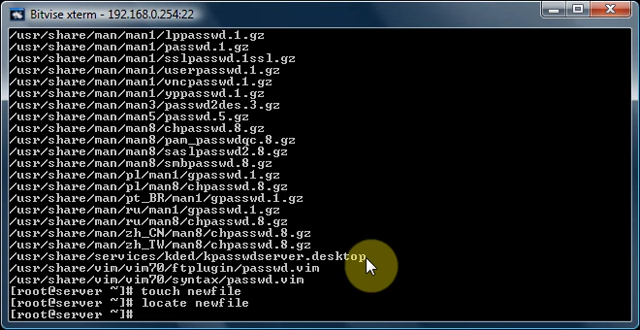 Bitvise xterm - 192.168.0.254:22
/usr/share/man/man1/lppasswd.1.gz
/usr/share/man/man1/passwd.1.gz
/usr/share/man/man1/sslpasswd.1ssl.gz
/usr/share/man/man1/userpasswd.1.gz
/usr/share/man/man1/vncpasswd.1.gz
/usr/share/man/man1/yppasswd.1.gz
/usr/share/man/man3/passwd2des.3.gz
/usr/share/man/man5/passwd.5.gz
/usr/share/man/man8/chpasswd.8.gz
/usr/share/man/man8/pam_passwdqc.8.gz
/usr/share/man/man8/saslpasswd2.8.gz
/usr/share/man/man8/smbpasswd.8.gz
/usr/share/man/pl/man1/gpasswd.1.gz
/usr/share/man/pl/man8/chpasswd.8.gz
/usr/share/man/pt_BR/man1/gpasswd.1.gz
/usr/share/man/ru/man1/gpasswd.1.gz
/usr/share/man/ru/man8/chpasswd.8.gz
/usr/share/man/zh_CN/man8/chpasswd.8.gz
/usr/share/man/zh_TW/man8/chpasswd.8.gz
/usr/share/services/kded/kpasswdserver.desktop
/usr/share/vim/vim70/ftplugin/passwd.vim
/usr/share/vim/vim70/syntax/passwd.vim
[root@server ~]# touch newfile
[root@server ~]# locate newfile
[root@server ~]#